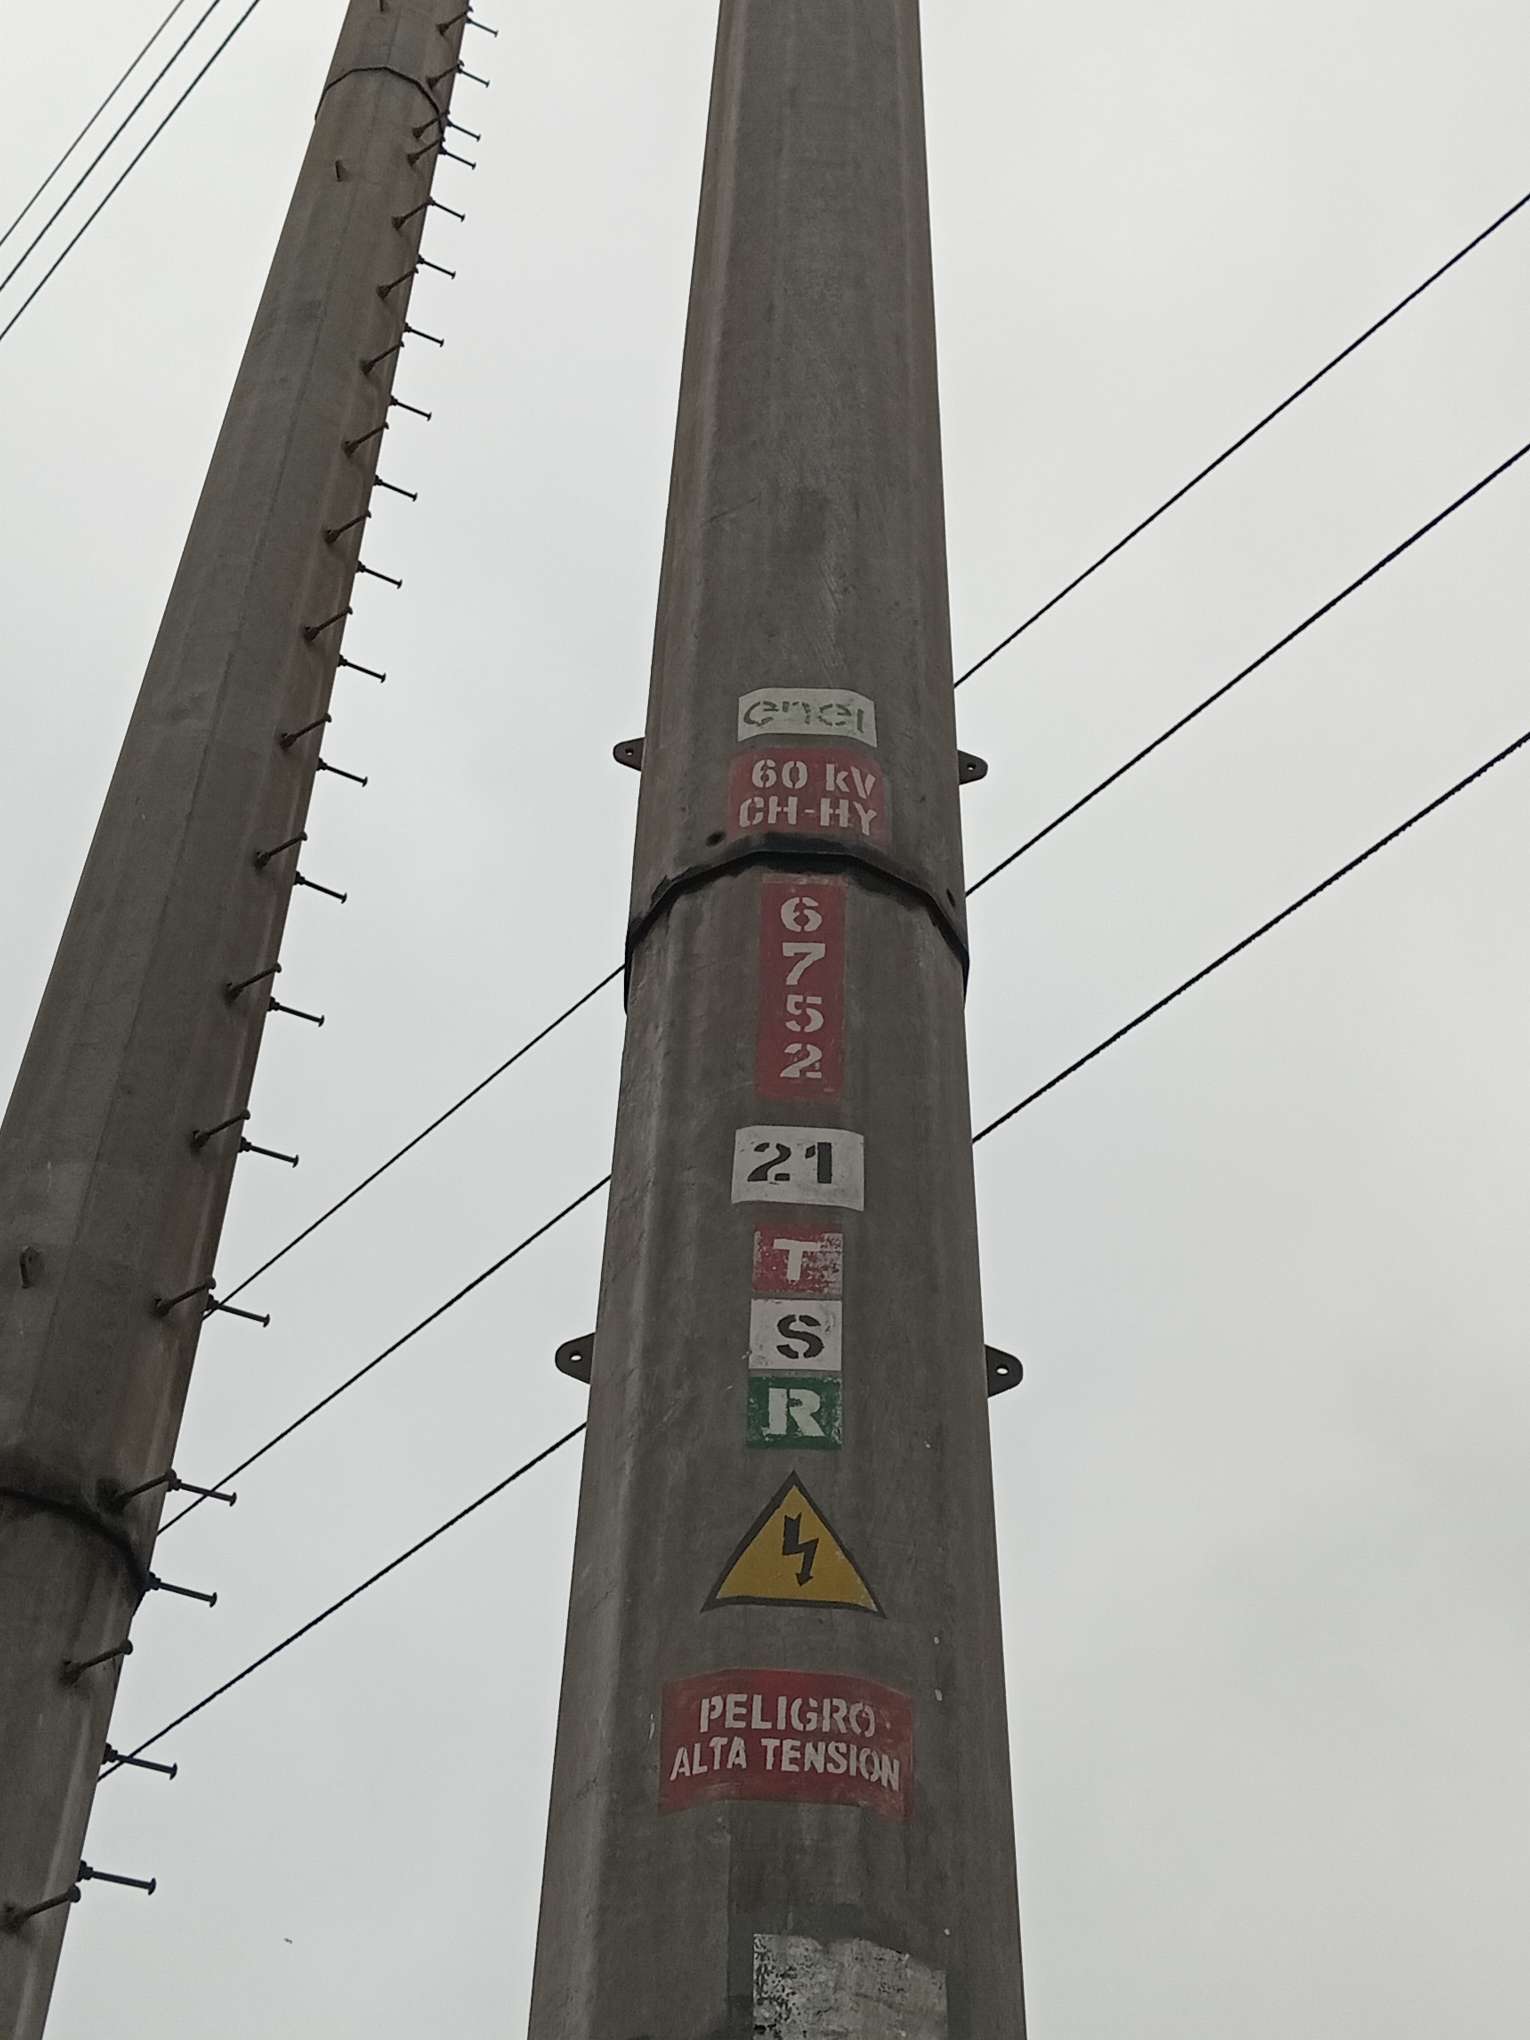 enel
60 kV
CH-HY
6
7
5
2
21
T
S
R
PELIGRO
ALTA TENSION